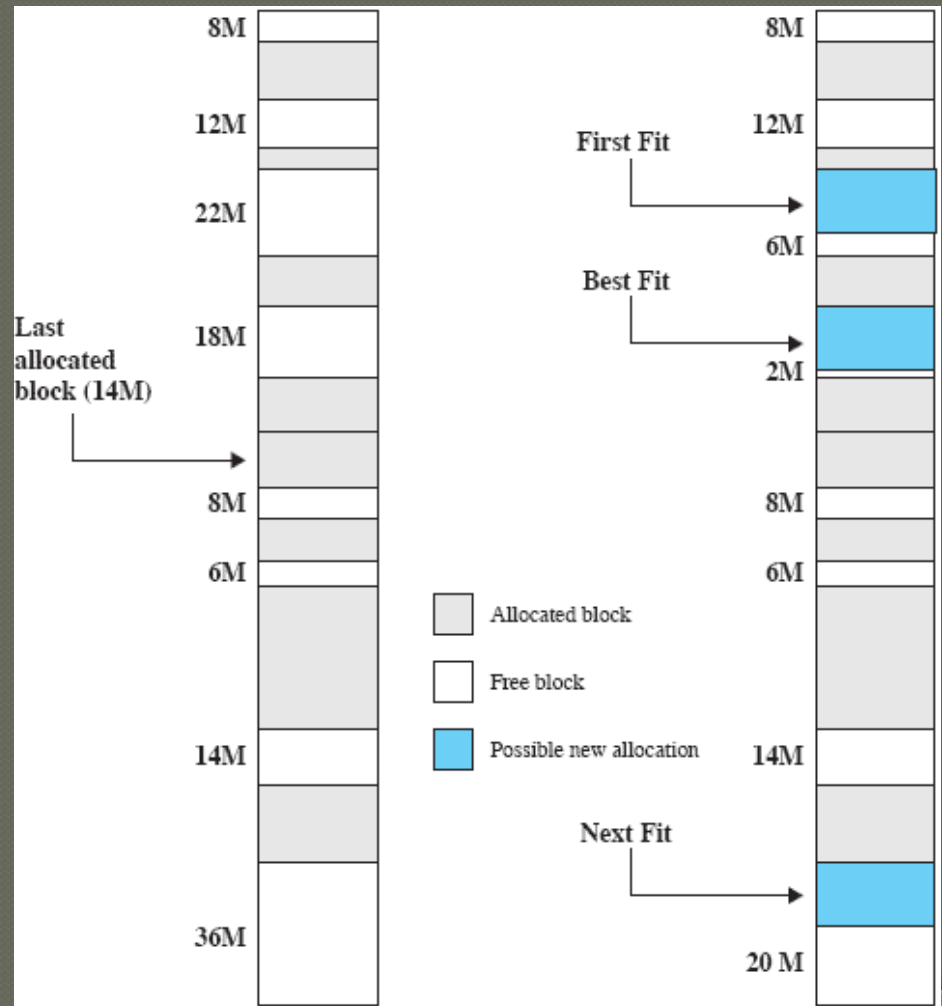 8M
12M
22M
18M
Last
allocated
block (14M)
8M
6M
14M
36M
Allocated block
Free block
Possible new allocation
8M
12M
First Fit
6M
Best Fit
2M
8M
6M
14M
Next Fit
20 M